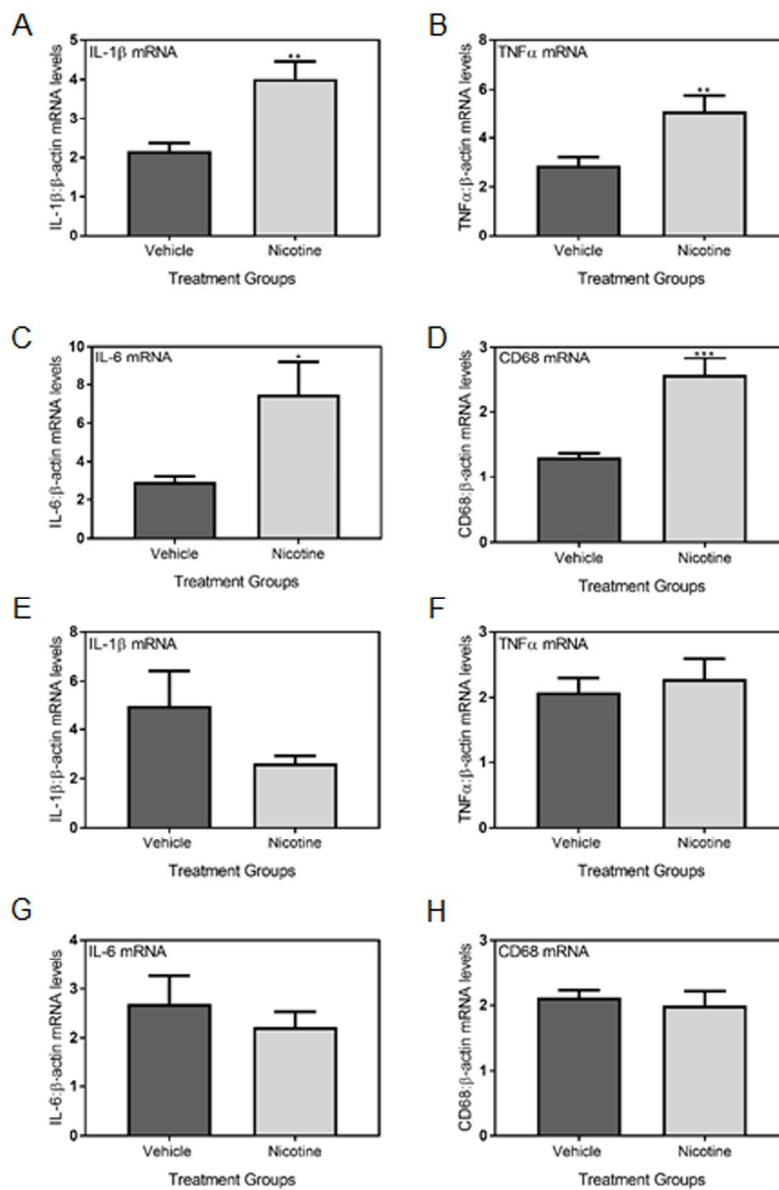 A
IL-1β mRNA
IL-1β:β-actin mRNA levels
5
4
3
2
1
0
**
Vehicle
Nicotine
Treatment Groups
B
TNFα mRNA
TNFα:β-actin mRNA levels
8
6
4
2
0
**
Vehicle
Nicotine
Treatment Groups
C
IL-6 mRNA
IL-6:β-actin mRNA levels
10
8
6
4
2
0
*
Vehicle
Nicotine
Treatment Groups
D
CD68 mRNA
CD68:β-actin mRNA levels
3
2
1
0
***
Vehicle
Nicotine
Treatment Groups
E
IL-1β mRNA
IL-1β:β-actin mRNA levels
8
6
4
2
0
Vehicle
Nicotine
Treatment Groups
F
TNFα mRNA
TNFα:β-actin mRNA levels
3
2
1
0
Vehicle
Nicotine
Treatment Groups
G
IL-6 mRNA
IL-6:β-actin mRNA levels
4
3
2
1
0
Vehicle
Nicotine
Treatment Groups
H
CD68 mRNA
CD68:β-actin mRNA levels
3
2
1
0
Vehicle
Nicotine
Treatment Groups